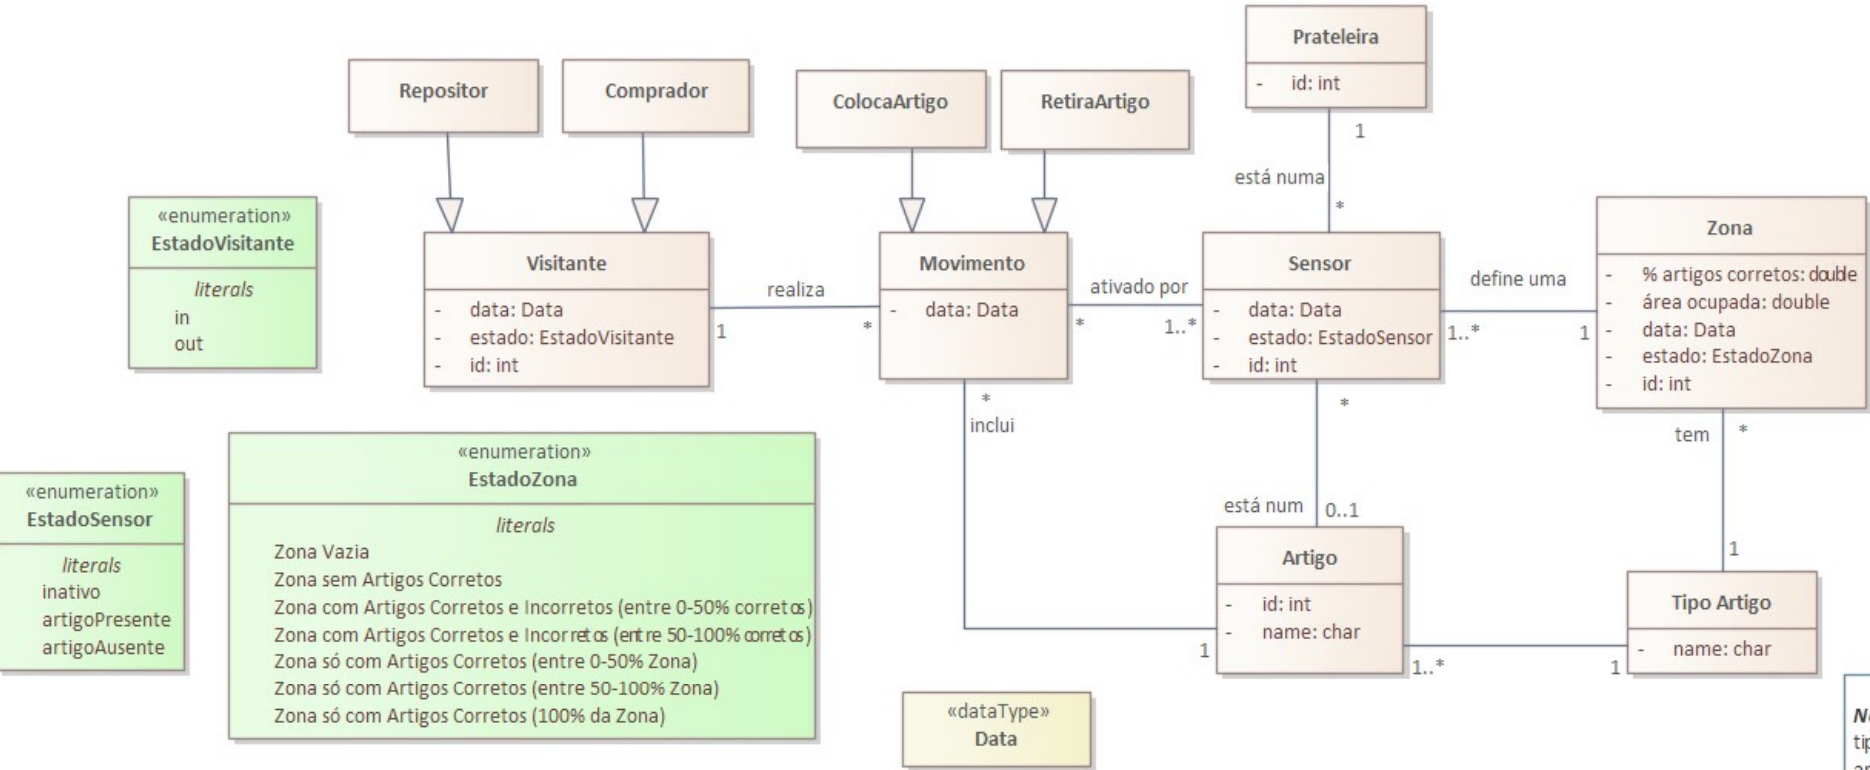 Prateleira
- id: int
Repositor
Comprador
ColocaArtigo
RetiraArtigo
1
está numa
*
«enumeration»
EstadoVisitante
literals
in
out
Visitante
- data: Data
- estado: EstadoVisitante
- id: int
realiza
1
*
Movimento
- data: Data
ativado por
*
1..*
Sensor
- data: Data
- estado: EstadoSensor
- id: int
define uma
1..*
1
Zona
- % artigos corretos: double
- área ocupada: double
- data: Data
- estado: EstadoZona
- id: int
*
inclui
*
tem
*
«enumeration»
EstadoZona
literals
Zona Vazia
Zona sem Artigos Corretos
Zona com Artigos Corretos e Incorretos (entre 0-50% corretos)
Zona com Artigos Corretos e Incorretos (entre 50-100% corretos)
Zona só com Artigos Corretos (entre 0-50% Zona)
Zona só com Artigos Corretos (entre 50-100% Zona)
Zona só com Artigos Corretos (100% da Zona)
«enumeration»
EstadoSensor
literals
inativo
artigoPresente
artigoAusente
está num
0..1
1
Artigo
- id: int
- name: char
1
1..*
1
Tipo Artigo
- name: char
«dataType»
Data